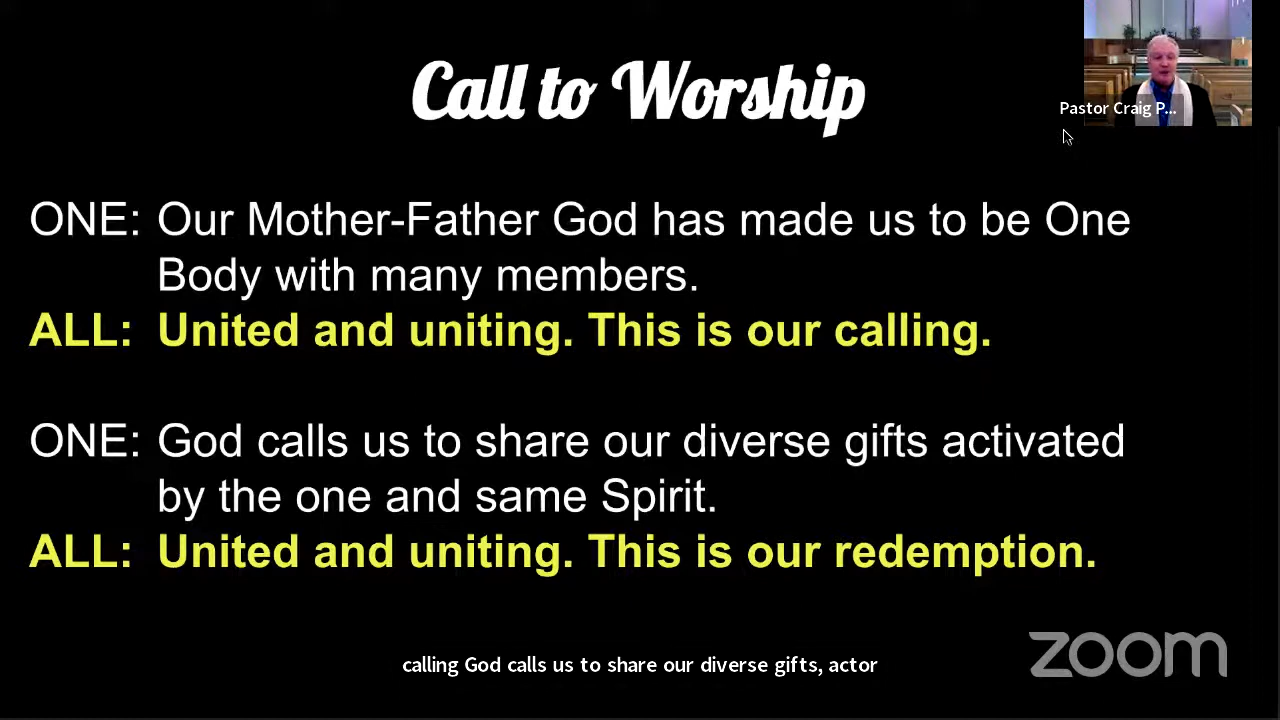 Call to Worship
Pastor Craig P...
ONE: Our Mother-Father God has made us to be One
Body with many members.
ALL: United and uniting. This is our calling.
ONE: God calls us to share our diverse gifts activated
by the one and same Spirit.
ALL: United and uniting. This is our redemption.
calling God calls us to share our diverse gifts, actor
zoom